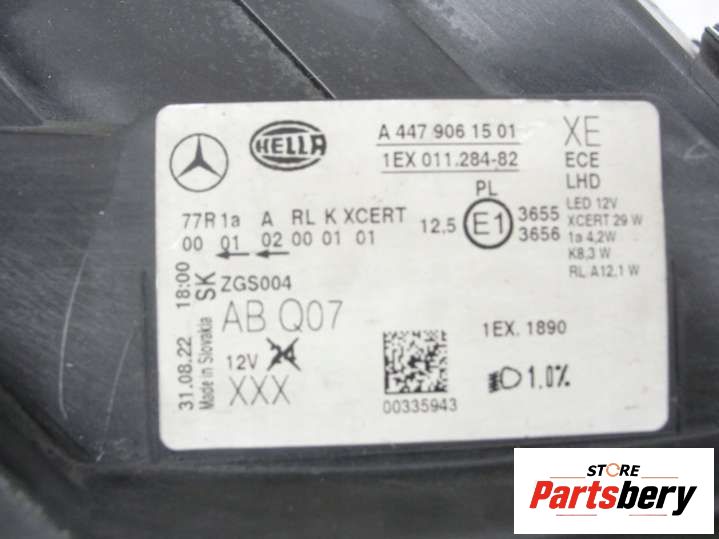 HELLA
A 447 906 15 01
1EX 011.284-82
XE
ECE
LHD
LED 12V
XCERT 29 W
1a 4,2W
K8,3 W
RL A12,1 W
PL
12,5 E1 3655
3656
77R 1a A RL K XCERT
00 01 02 00 01 01
31.08.22 18:00
Made in Slovakia SK
ZGS004
AB Q07
12V 24
XXX
00335943
1EX. 1890
1.0%
STORE
Partsbery